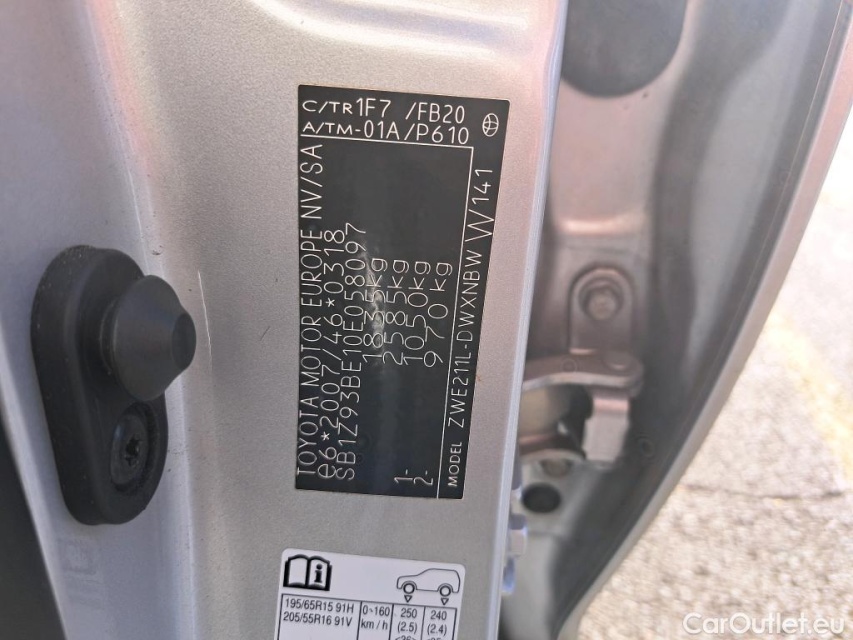 C/TR 1F7 /FB20
A/TM-01A/P610
TOYOTA MOTOR EUROPE NV/SA
e6*2007/46*0318
SB1Z93BE10E058097
1835kg
2585kg
1- 1050kg
2- 970kg
MODEL ZWE211L-DWXNBW W141
195/65R15 91H
205/55R16 91V
0~160
km/h
250
(2.5)
240
(2.4)
CarOutlet.eu